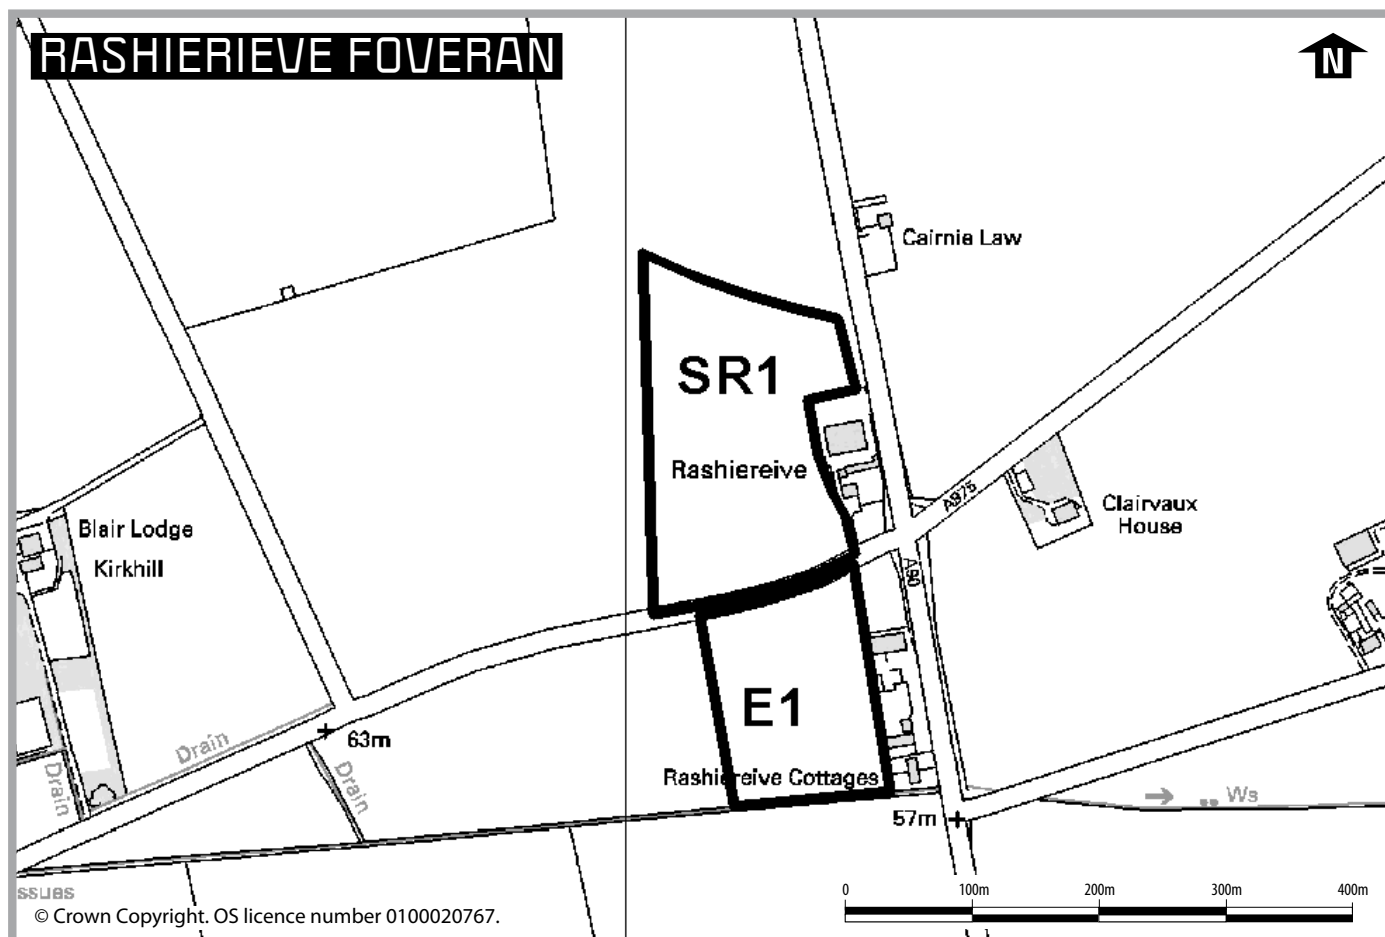 RASHIERIEVE FOVERAN
N
Cairnie Law
SR1
Rashiereive
A975
Clairvaux
House
Blair Lodge
Kirkhill
A90
E1
63m
Drain
Drain
Drain
Rashiereive Cottages
57m
Ws
ssues
0 100m 200m 300m 400m
© Crown Copyright. OS licence number 0100020767.